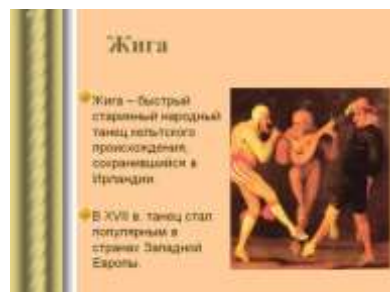 Жига
Жига – быстрый
старинный народный
танец кельтского
происхождения,
сохранившийся в
Ирландии.
В XVII в. танец стал
популярным в
странах Западной
Европы.